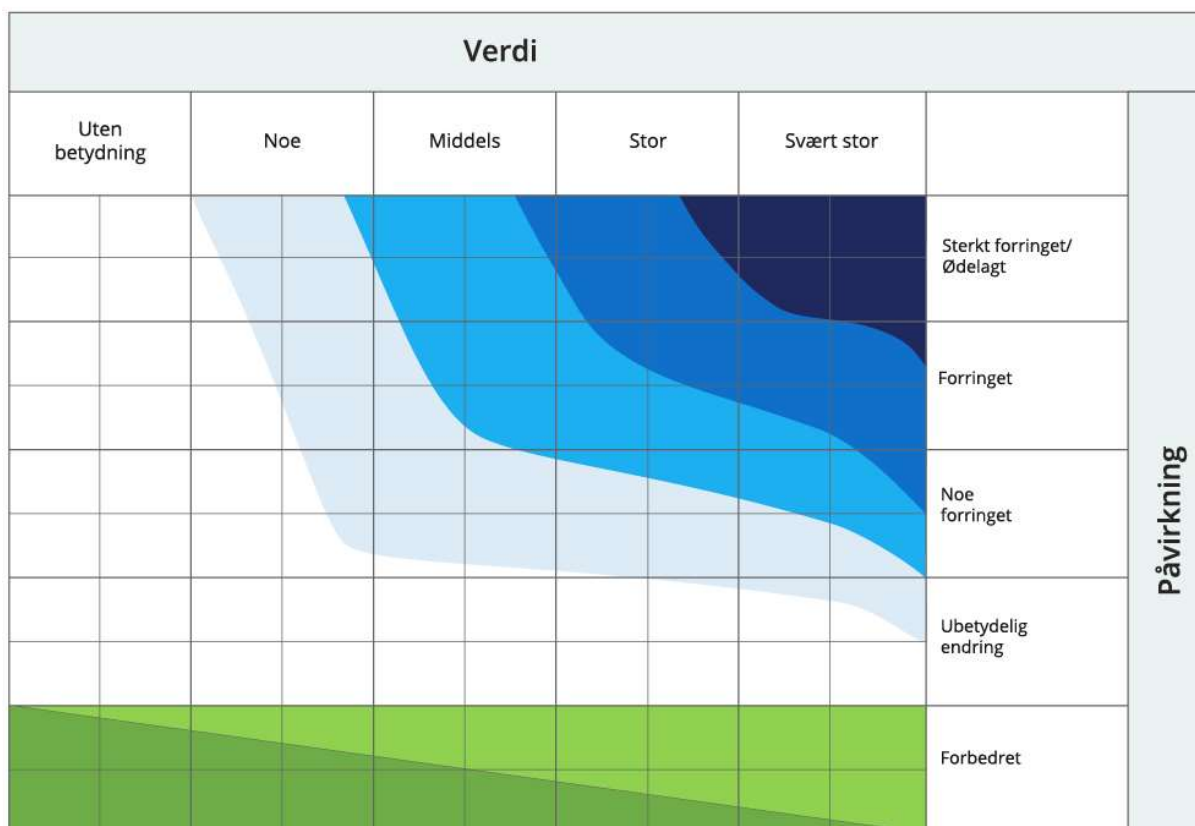 Verdi
Uten
betydning
Noe
Middels
Stor
Svært stor
Sterkt forringet/
Ødelagt
Forringet
Noe
forringet
Ubetydelig
endring
Forbedret
Påvirkning